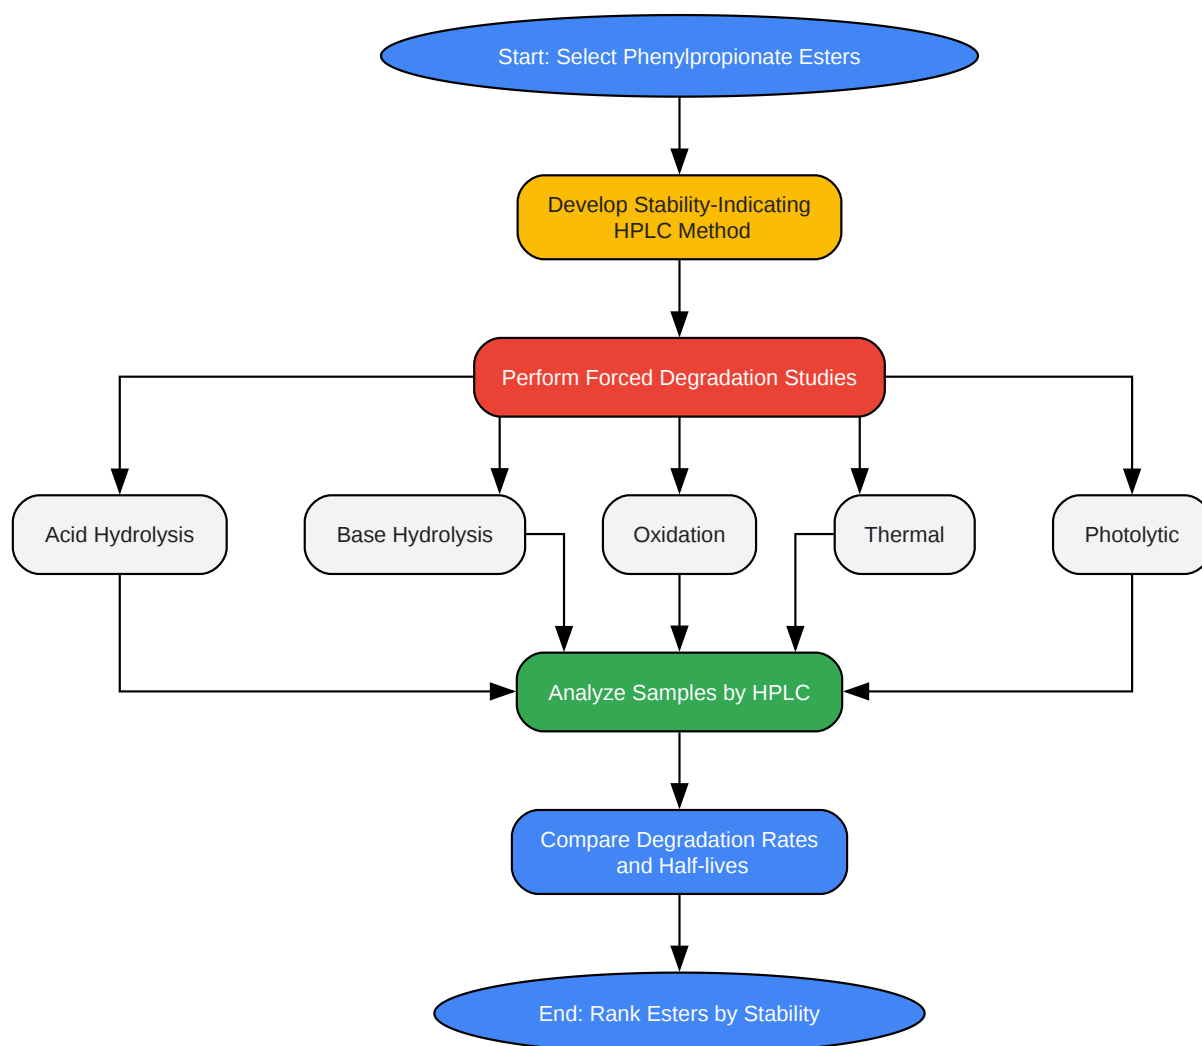 Start: Select Phenylpropionate Esters
Develop Stability-Indicating
HPLC Method
Perform Forced Degradation Studies
Acid Hydrolysis
Base Hydrolysis
Oxidation
Thermal
Photolytic
Analyze Samples by HPLC
Compare Degradation Rates
and Half-lives
End: Rank Esters by Stability